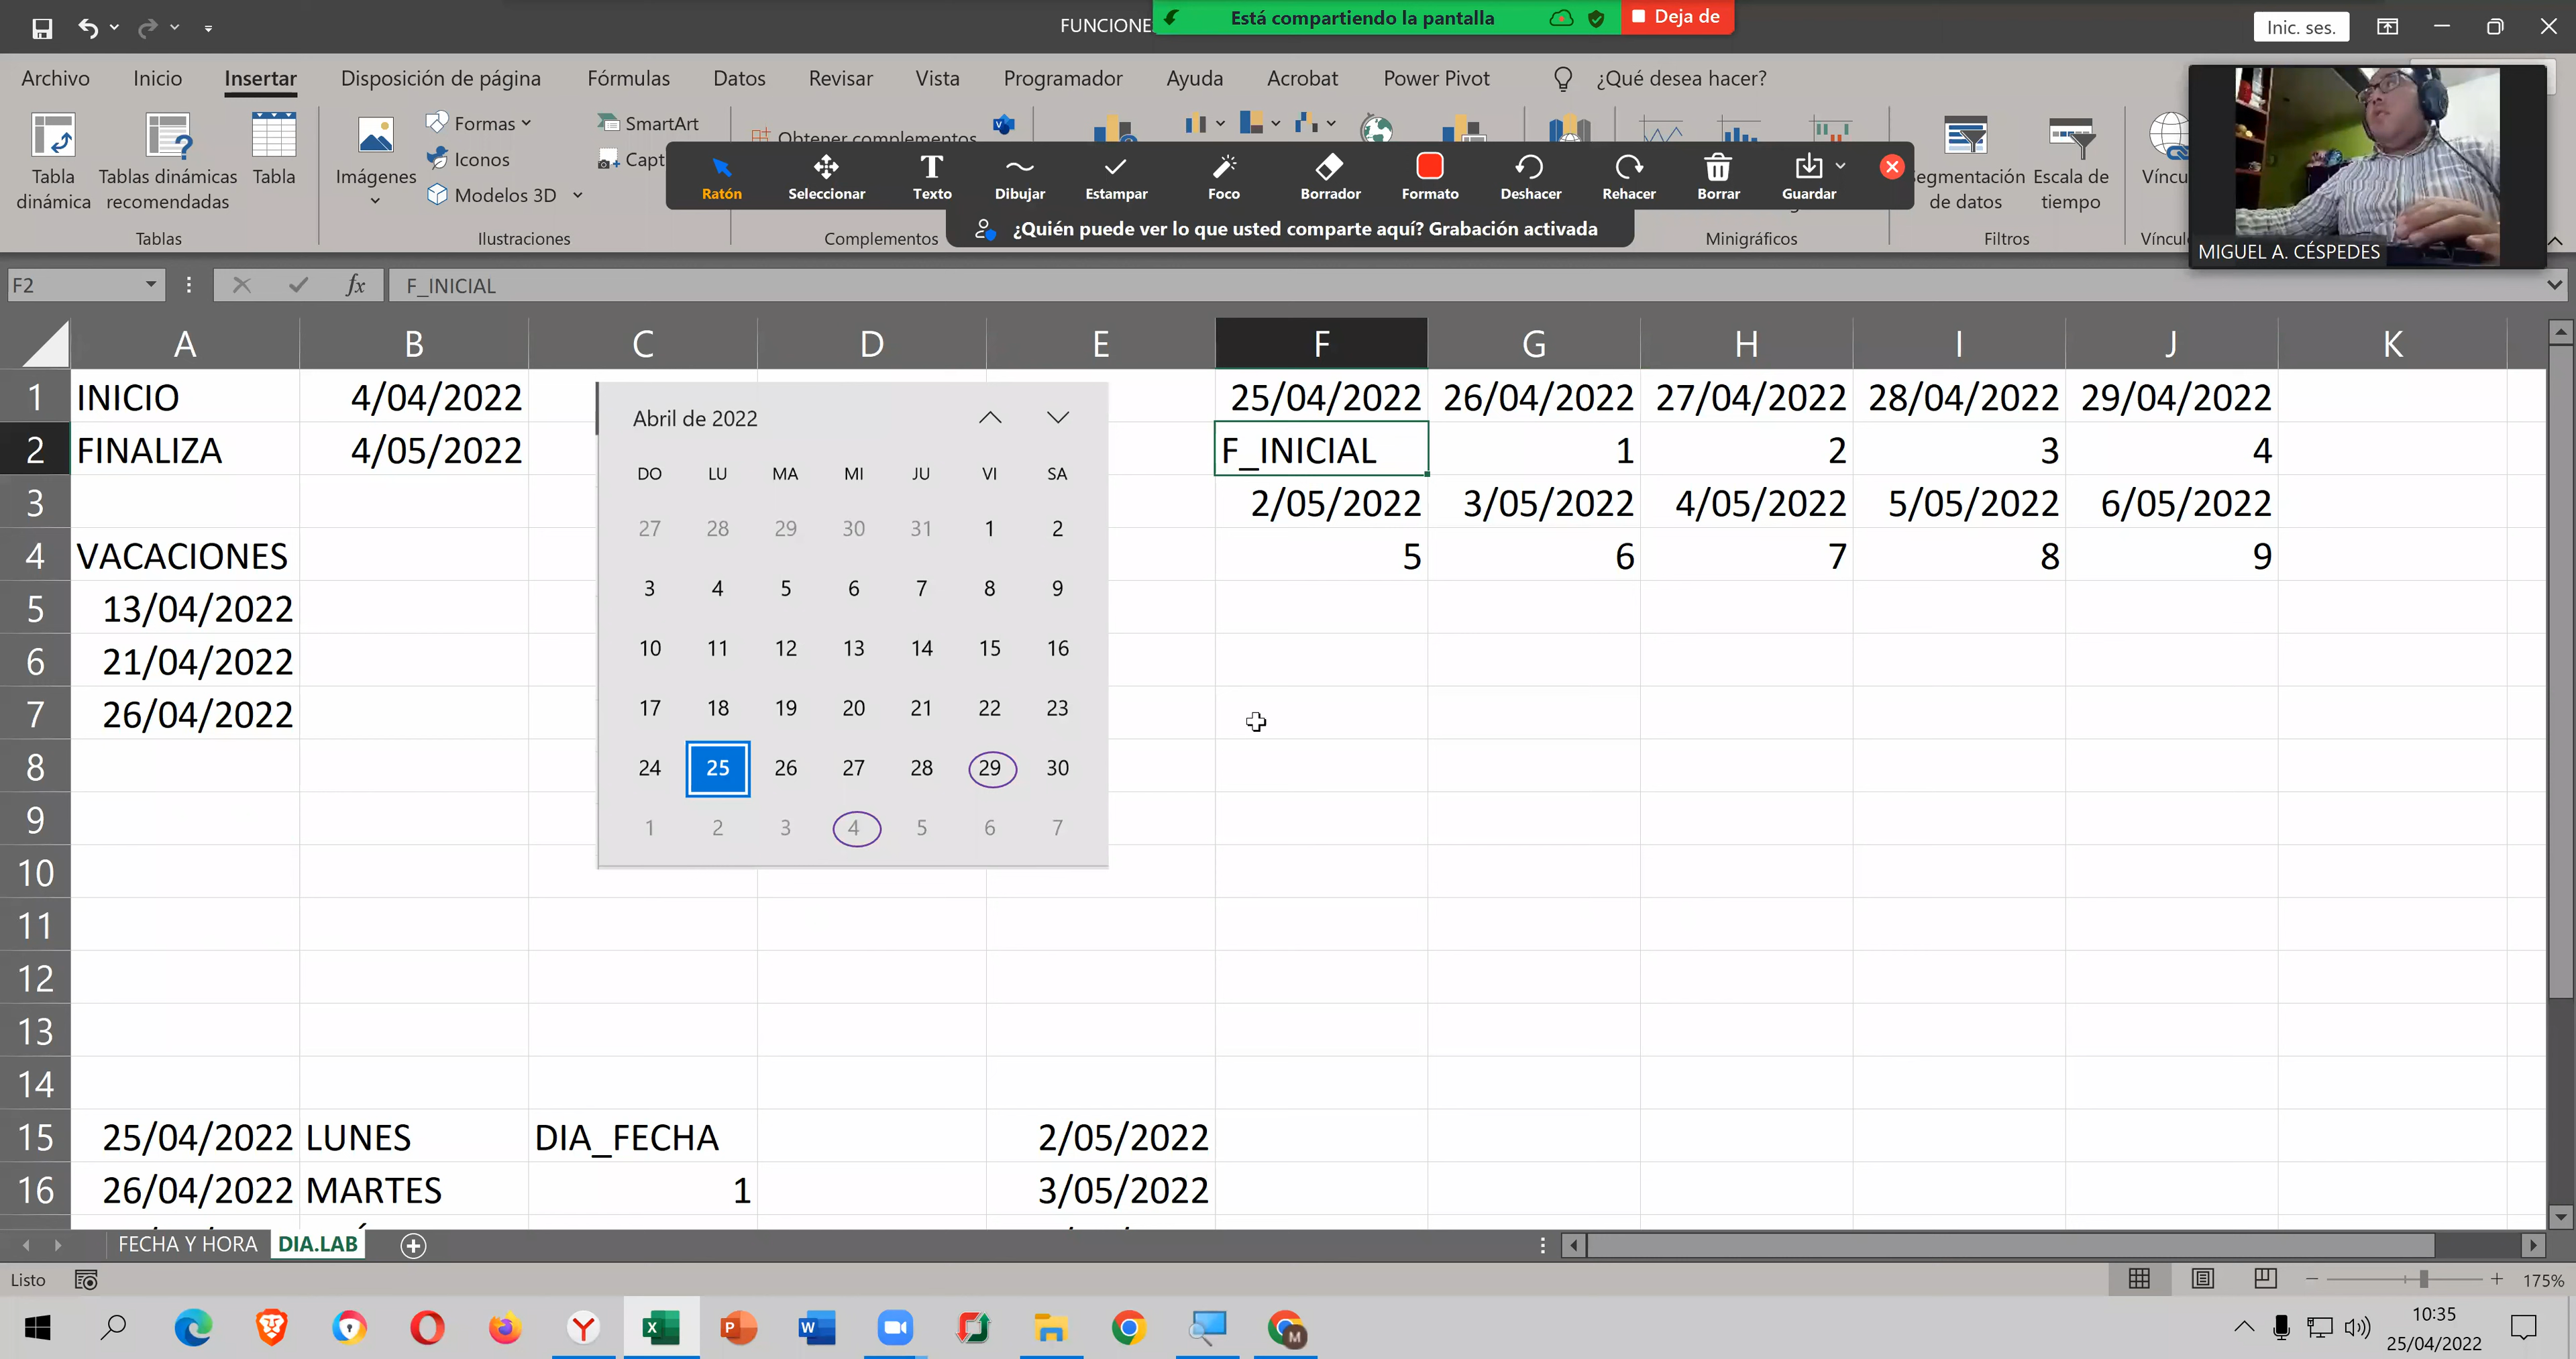 FUNCIONE
Está compartiendo la pantalla
Deja de
Inic. ses.
Archivo Inicio Insertar Disposición de página Fórmulas Datos Revisar Vista Programador Ayuda Acrobat Power Pivot ¿Qué desea hacer?
Tabla dinámica
Tablas dinámicas recomendadas
Tabla
Tablas
Imágenes
Formas
Iconos
Modelos 3D
SmartArt
Capt
Ilustraciones
Obtener complementos
Complementos
Ratón Seleccionar Texto Dibujar Estampar Foco Borrador Formato Deshacer Rehacer Borrar Guardar
¿Quién puede ver lo que usted comparte aquí? Grabación activada
Minigráficos
egmentación de datos
Escala de tiempo
Filtros
Víncu
Víncul
MIGUEL A. CÉSPEDES
F2 fx F_INICIAL
A B C D E F G H I J K
1 INICIO 4/04/2022 25/04/2022 26/04/2022 27/04/2022 28/04/2022 29/04/2022
2 FINALIZA 4/05/2022 F_INICIAL 1 2 3 4
3 2/05/2022 3/05/2022 4/05/2022 5/05/2022 6/05/2022
4 VACACIONES 5 6 7 8 9
5 13/04/2022
6 21/04/2022
7 26/04/2022
8
9
10
11
12
13
14
15 25/04/2022 LUNES DIA_FECHA 2/05/2022
16 26/04/2022 MARTES 1 3/05/2022
Abril de 2022
DO LU MA MI JU VI SA
27 28 29 30 31 1 2
3 4 5 6 7 8 9
10 11 12 13 14 15 16
17 18 19 20 21 22 23
24 25 26 27 28 29 30
1 2 3 4 5 6 7
FECHA Y HORA DIA.LAB
Listo
175%
10:35
25/04/2022